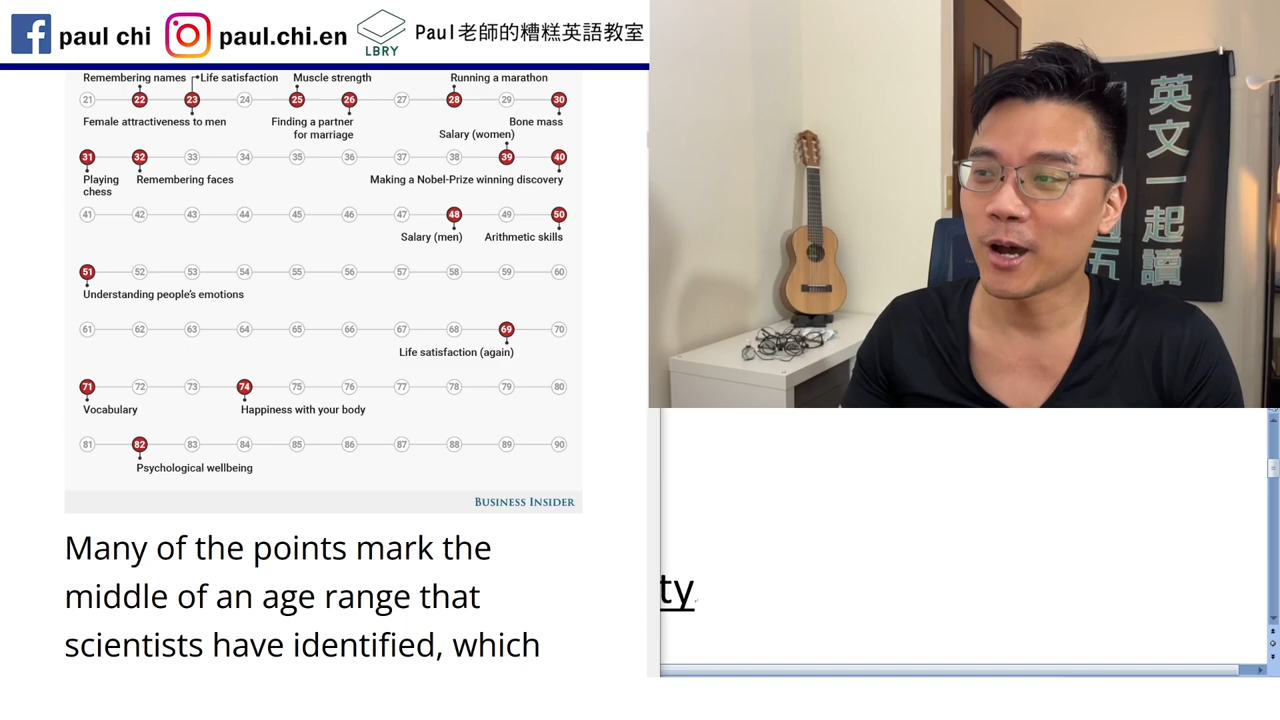 paul chi
paul.chi.en
LBRY
Paul老師的糟糕英語教室
Remembering names
Life satisfaction
Muscle strength
Running a marathon
21 22 23 24 25 26 27 28 29 30
Female attractiveness to men
Finding a partner
for marriage
Bone mass
Salary (women)
31 32 33 34 35 36 37 38 39 40
Playing
chess
Remembering faces
Making a Nobel-Prize winning discovery
41 42 43 44 45 46 47 48 49 50
Salary (men)
Arithmetic skills
51 52 53 54 55 56 57 58 59 60
Understanding people's emotions
61 62 63 64 65 66 67 68 69 70
Life satisfaction (again)
71 72 73 74 75 76 77 78 79 80
Vocabulary
Happiness with your body
81 82 83 84 85 86 87 88 89 90
Psychological wellbeing
BUSINESS INSIDER
Many of the points mark the
middle of an age range that
scientists have identified, which
英文一起讀
五
ty